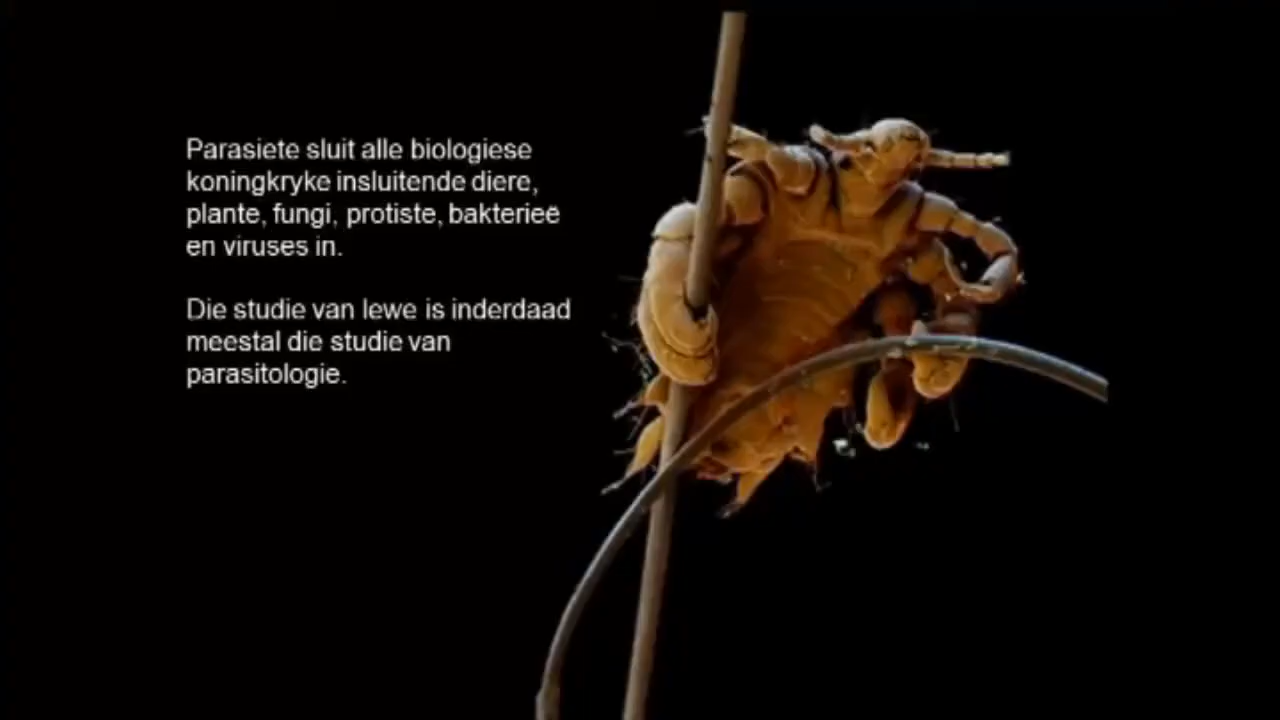 Parasiete sluit alle biologiese
koningkryke insluitende diere,
plante, fungi, protiste, bakterieë
en viruses in.
Die studie van lewe is inderdaad
meestal die studie van
parasitologie.